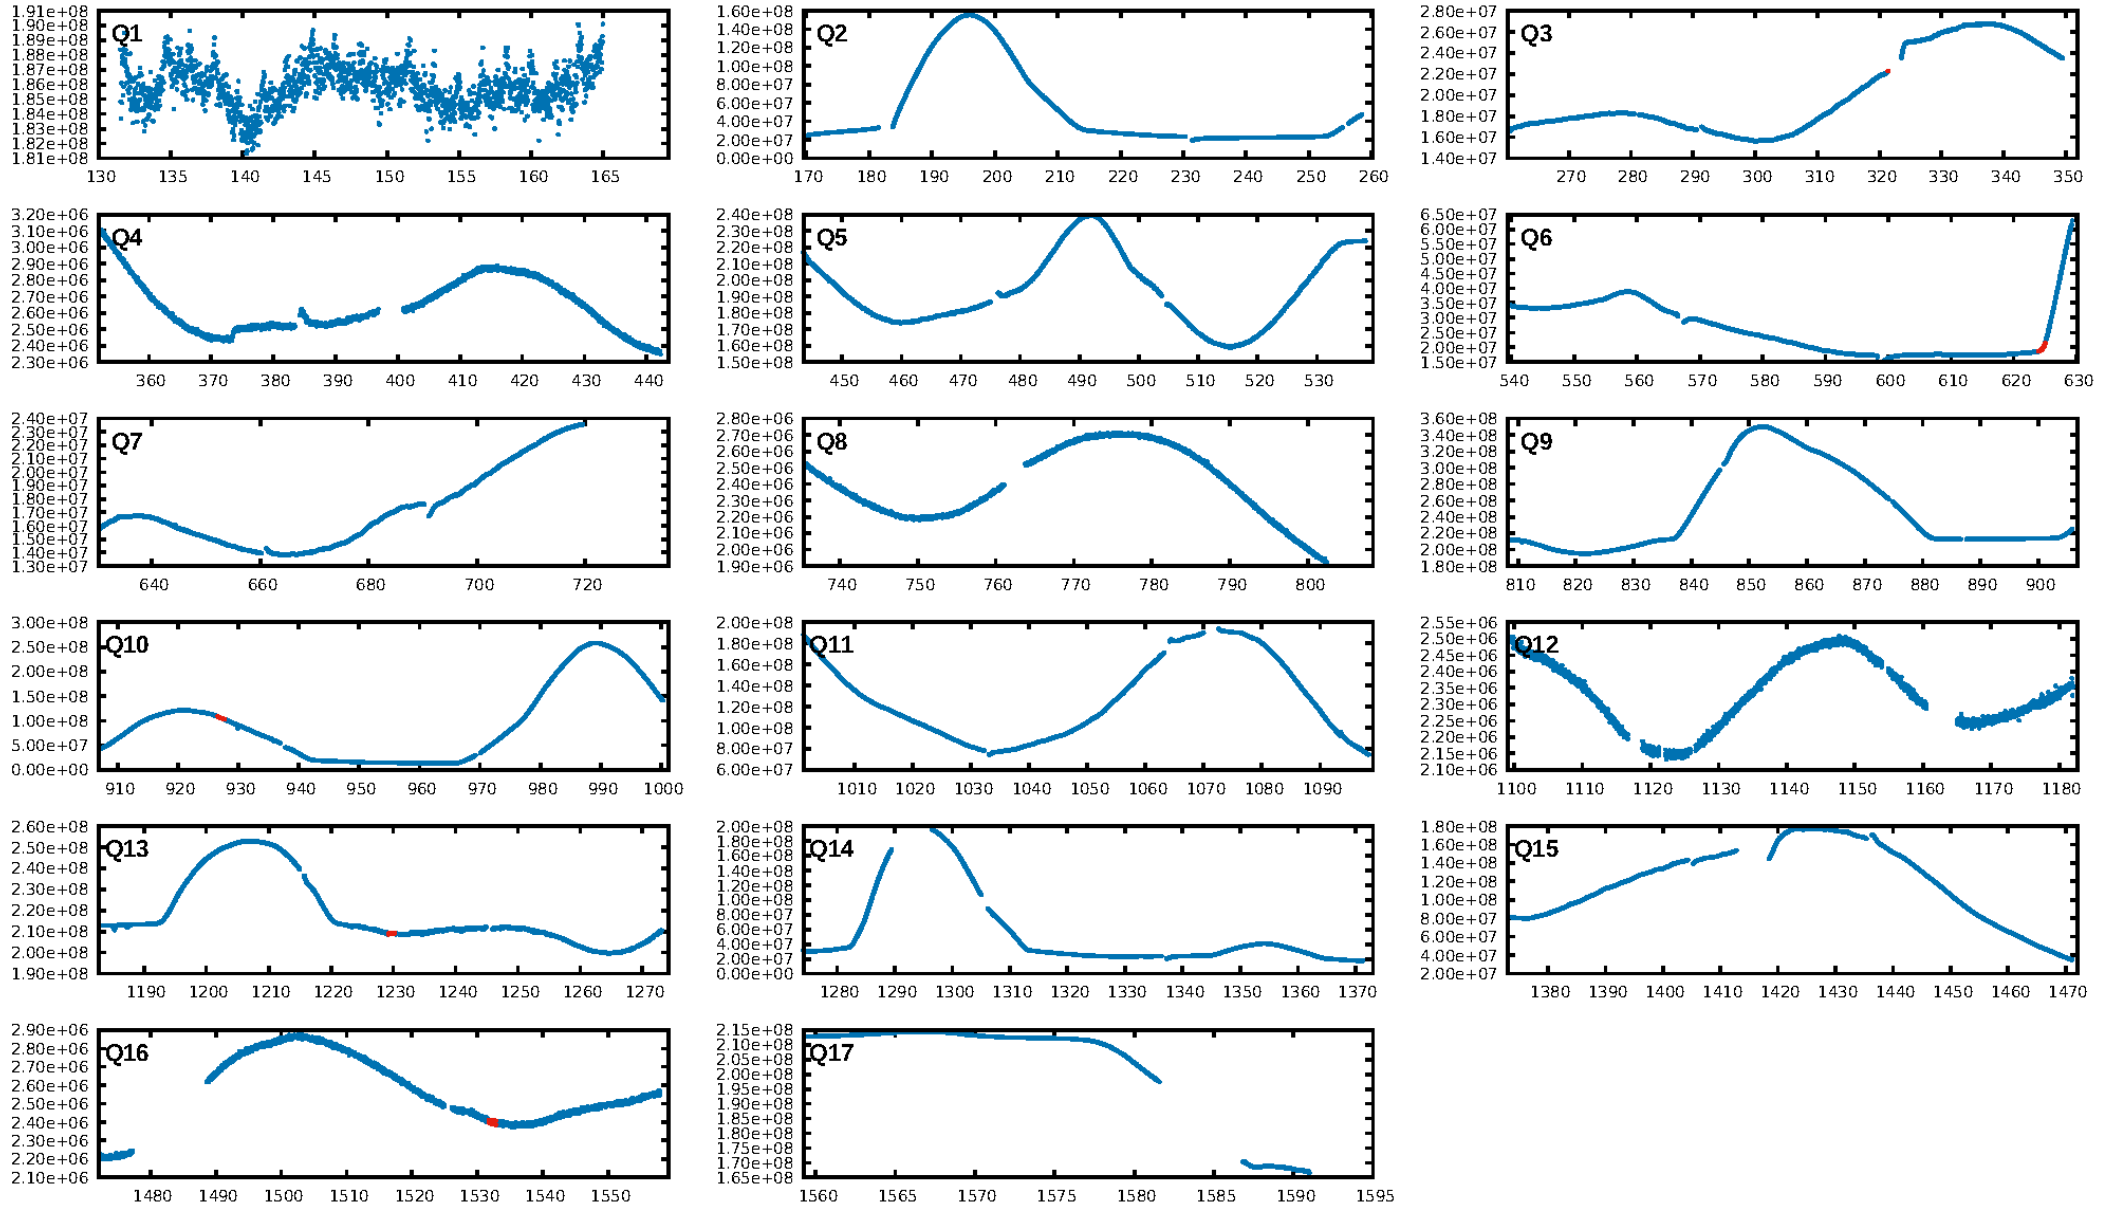 1.91e+08
1.90e+08
Q1
1.89e+08
1.88e+08
1.87e+08
1.86e+08
1.85e+08
1.84e+08
1.83e+08
1.82e+08
1.81e+08
130 135 140 145 150 155 160 165
1.60e+08
Q2
1.40e+08
1.20e+08
1.00e+08
8.00e+07
6.00e+07
4.00e+07
2.00e+07
0.00e+00
170 180 190 200 210 220 230 240 250 260
2.80e+07
Q3
2.60e+07
2.40e+07
2.20e+07
2.00e+07
1.80e+07
1.60e+07
1.40e+07
270 280 290 300 310 320 330 340 350
3.20e+06
Q4
3.10e+06
3.00e+06
2.90e+06
2.80e+06
2.70e+06
2.60e+06
2.50e+06
2.40e+06
2.30e+06
360 370 380 390 400 410 420 430 440
2.40e+08
Q5
2.30e+08
2.20e+08
2.10e+08
2.00e+08
1.90e+08
1.80e+08
1.70e+08
1.60e+08
1.50e+08
450 460 470 480 490 500 510 520 530
6.50e+07
Q6
6.00e+07
5.50e+07
5.00e+07
4.50e+07
4.00e+07
3.50e+07
3.00e+07
2.50e+07
2.00e+07
1.50e+07
540 550 560 570 580 590 600 610 620 630
2.40e+07
Q7
2.30e+07
2.20e+07
2.10e+07
2.00e+07
1.90e+07
1.80e+07
1.70e+07
1.60e+07
1.50e+07
1.40e+07
1.30e+07
640 660 680 700 720
2.80e+06
Q8
2.70e+06
2.60e+06
2.50e+06
2.40e+06
2.30e+06
2.20e+06
2.10e+06
2.00e+06
1.90e+06
740 750 760 770 780 790 800
3.60e+08
Q9
3.40e+08
3.20e+08
3.00e+08
2.80e+08
2.60e+08
2.40e+08
2.20e+08
2.00e+08
1.80e+08
810 820 830 840 850 860 870 880 890 900
3.00e+08
Q10
2.50e+08
2.00e+08
1.50e+08
1.00e+08
5.00e+07
0.00e+00
910 920 930 940 950 960 970 980 990 1000
2.00e+08
Q11
1.80e+08
1.60e+08
1.40e+08
1.20e+08
1.00e+08
8.00e+07
6.00e+07
1010 1020 1030 1040 1050 1060 1070 1080 1090
2.55e+06
Q12
2.50e+06
2.45e+06
2.40e+06
2.35e+06
2.30e+06
2.25e+06
2.20e+06
2.15e+06
2.10e+06
1100 1110 1120 1130 1140 1150 1160 1170 1180
2.60e+08
Q13
2.50e+08
2.40e+08
2.30e+08
2.20e+08
2.10e+08
2.00e+08
1.90e+08
1190 1200 1210 1220 1230 1240 1250 1260 1270
2.00e+08
Q14
1.80e+08
1.60e+08
1.40e+08
1.20e+08
1.00e+08
8.00e+07
6.00e+07
4.00e+07
2.00e+07
0.00e+00
1280 1290 1300 1310 1320 1330 1340 1350 1360 1370
1.80e+08
Q15
1.60e+08
1.40e+08
1.20e+08
1.00e+08
8.00e+07
6.00e+07
4.00e+07
2.00e+07
1380 1390 1400 1410 1420 1430 1440 1450 1460 1470
2.90e+06
Q16
2.80e+06
2.70e+06
2.60e+06
2.50e+06
2.40e+06
2.30e+06
2.20e+06
2.10e+06
1480 1490 1500 1510 1520 1530 1540 1550
2.15e+08
Q17
2.10e+08
2.05e+08
2.00e+08
1.95e+08
1.90e+08
1.85e+08
1.80e+08
1.75e+08
1.70e+08
1.65e+08
1560 1565 1570 1575 1580 1585 1590 1595